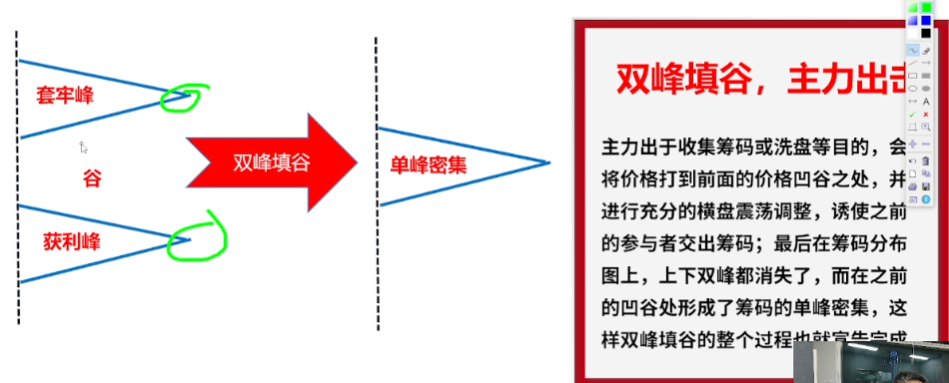 套牢峰
谷
获利峰
双峰填谷
单峰密集
双峰填谷，主力出击
主力出于收集筹码或洗盘等目的，会
将价格打到前面的价格凹谷之处，并
进行充分的横盘震荡调整，诱使之前
的参与者交出筹码；最后在筹码分布
图上，上下双峰都消失了，而在之前
的凹谷处形成了筹码的单峰密集，这
样双峰填谷的整个过程也就宣告完成
A